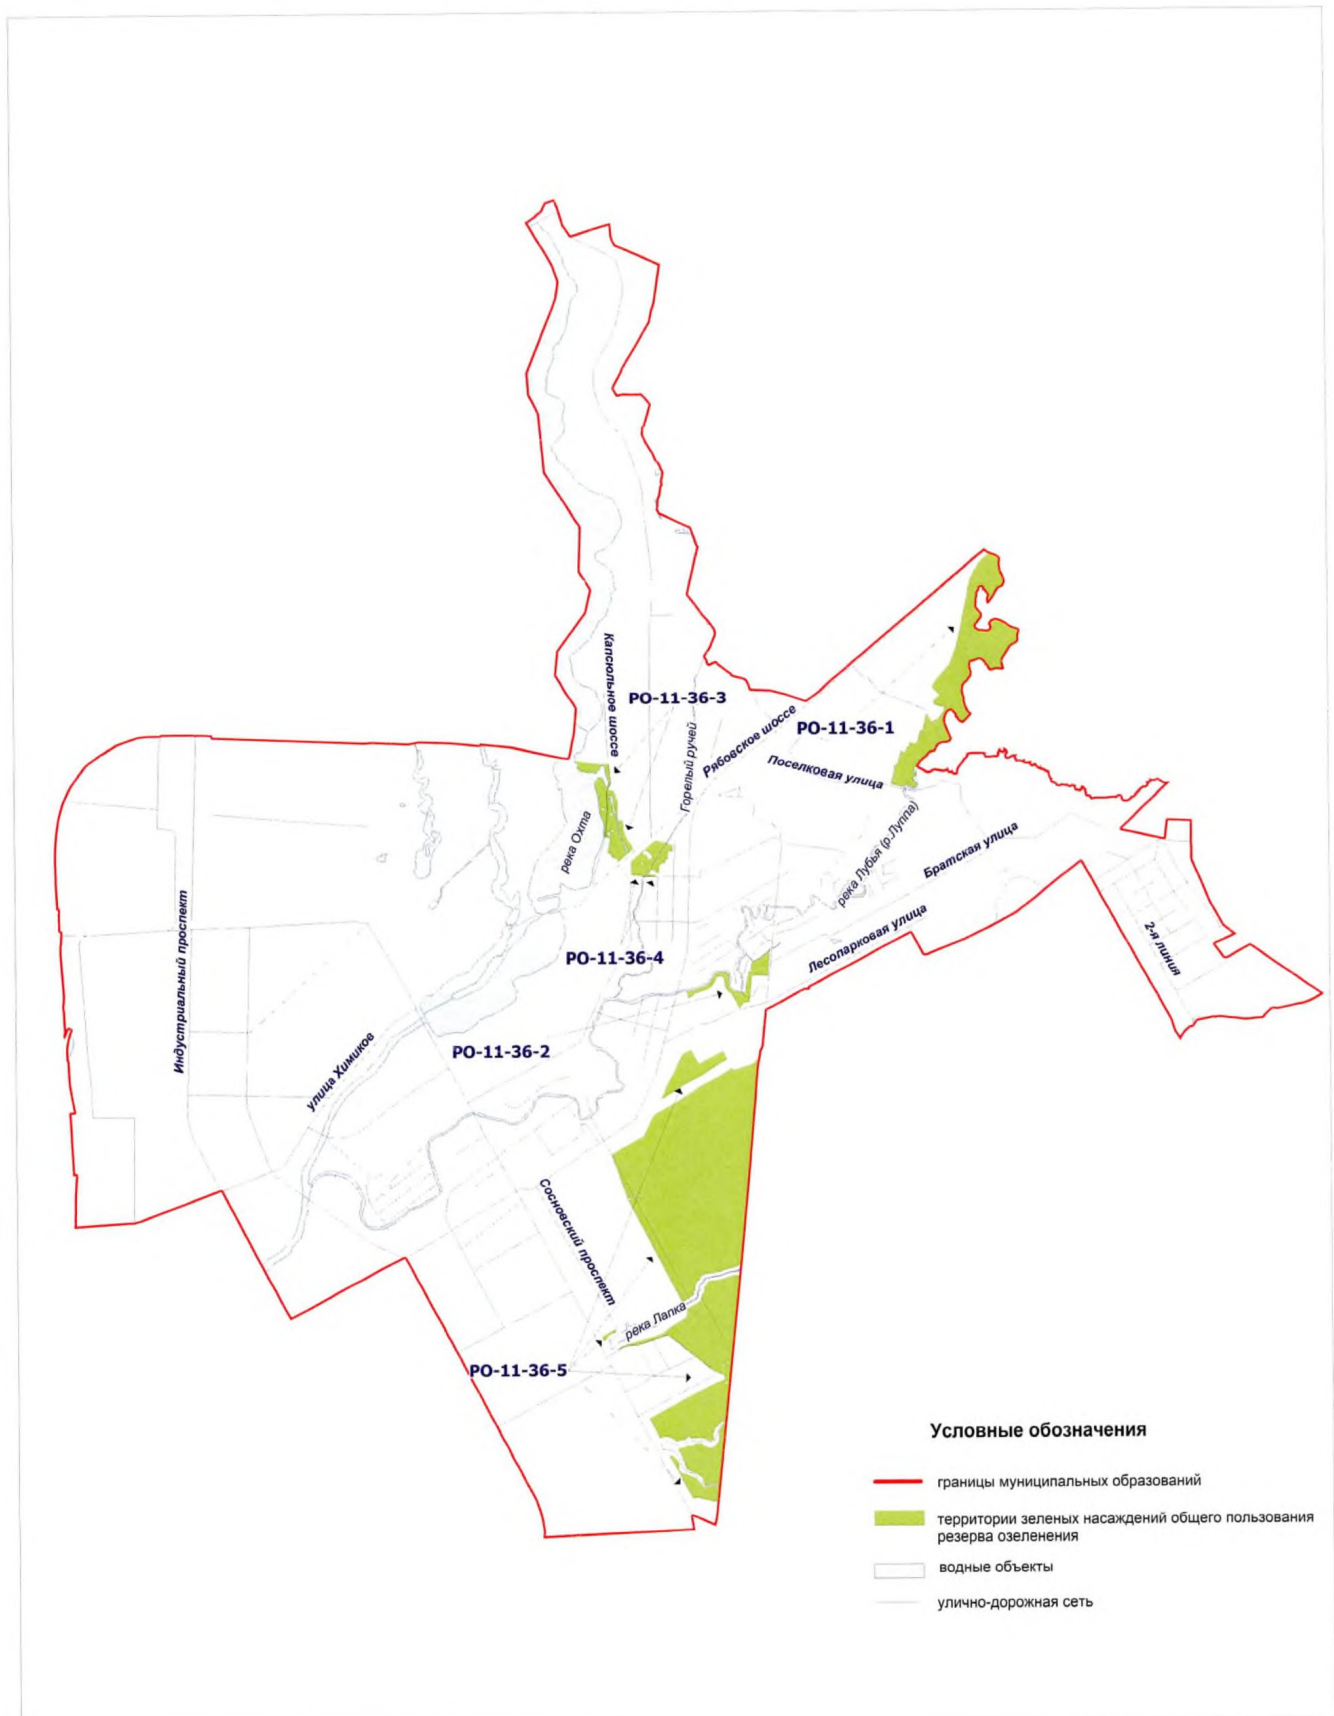 Капсюльное шоссе
РО-11-36-3
Рябовское шоссе
РО-11-36-1
Горелый ручей
Поселковая улица
река Охта
река Лубья (р.Луппа)
Братская улица
Индустриальный проспект
РО-11-36-4
Лесопарковая улица
2-я линия
улица Химиков
РО-11-36-2
Сосновский проспект
река Лапка
РО-11-36-5
Условные обозначения
границы муниципальных образований
территории зеленых насаждений общего пользования
резерва озеленения
водные объекты
улично-дорожная сеть